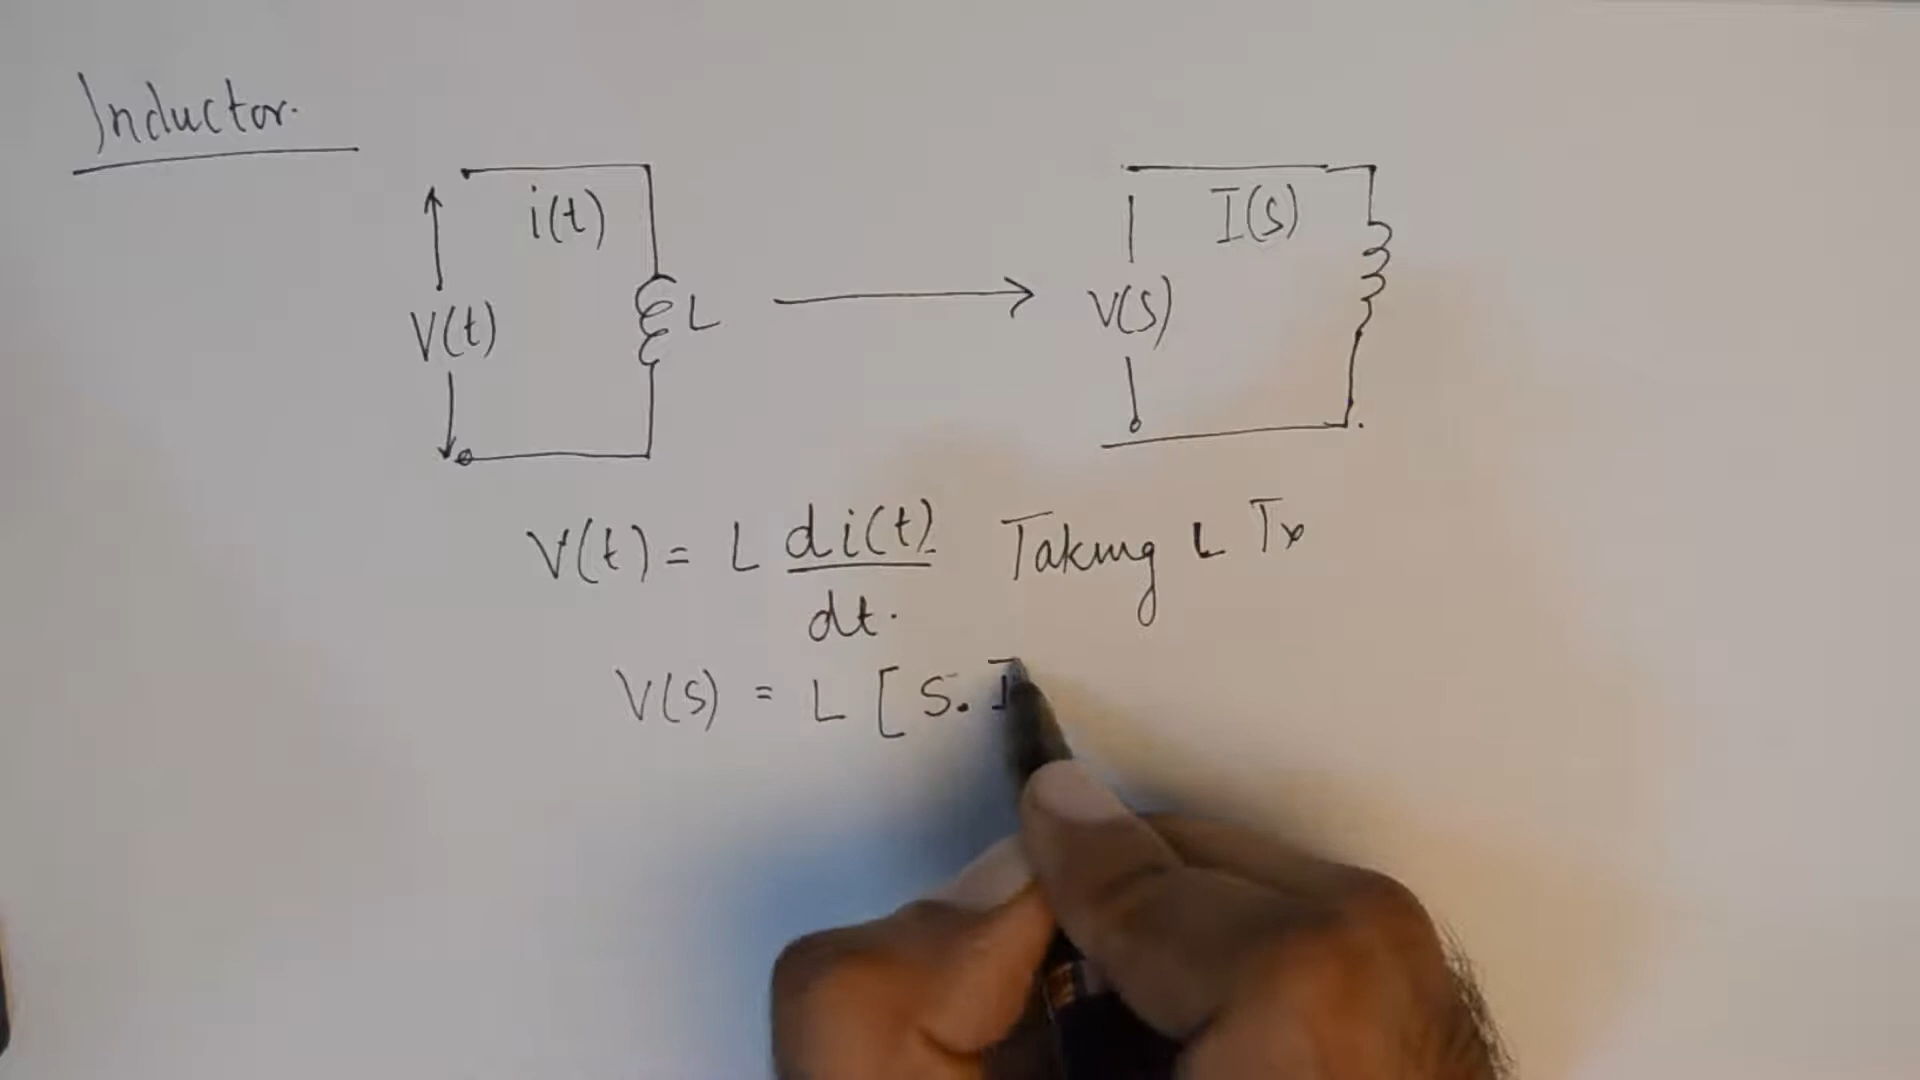 Inductor.
i(t)
I(s)
V(t)
L
V(s)
V(t) = L di(t)/dt. Taking L Tx
V(s) = L [ S. I